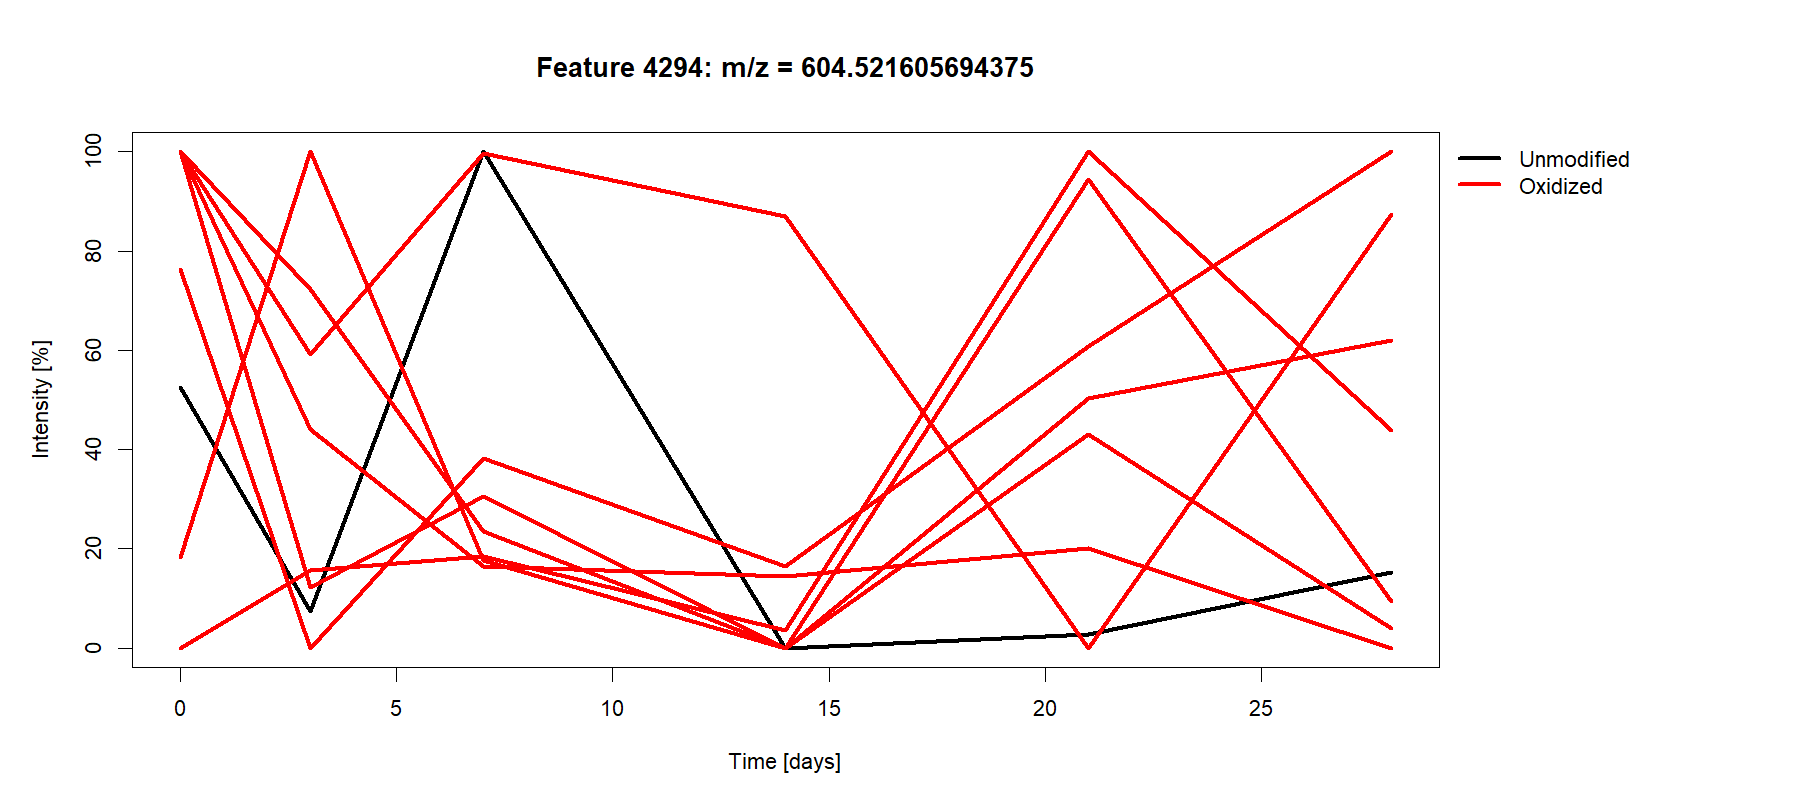 Feature 4294: m/z = 604.521605694375
Unmodified
Oxidized
100
80
60
40
20
0
Intensity [%]
0 5 10 15 20 25
Time [days]